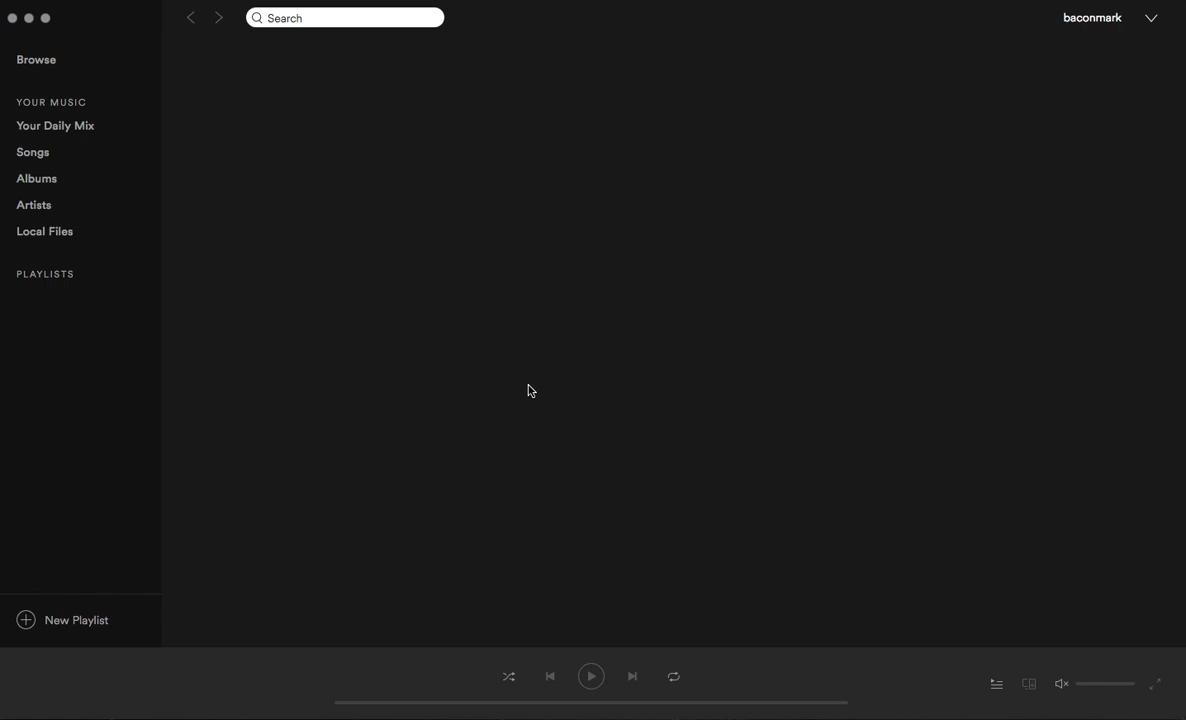 Search
baconmark
Browse
YOUR MUSIC
Your Daily Mix
Songs
Albums
Artists
Local Files
PLAYLISTS
New Playlist